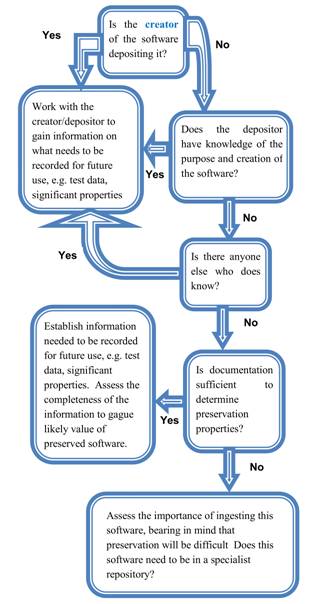 Is the creator
of the software
depositing it?
Yes
No
Work with the
creator/depositor to
gain information on
what needs to be
recorded for future
use, e.g. test data,
significant properties
Does the depositor
have knowledge of the
purpose and creation of
the software?
Yes
No
Is there anyone
else who does
know?
Yes
No
Establish information
needed to be recorded
for future use, e.g. test
data, significant
properties. Assess the
completeness of the
information to gague
likely value of
preserved software.
Is documentation
sufficient to
determine
preservation
properties?
Yes
No
Assess the importance of ingesting this
software, bearing in mind that
preservation will be difficult Does this
software need to be in a specialist
repository?